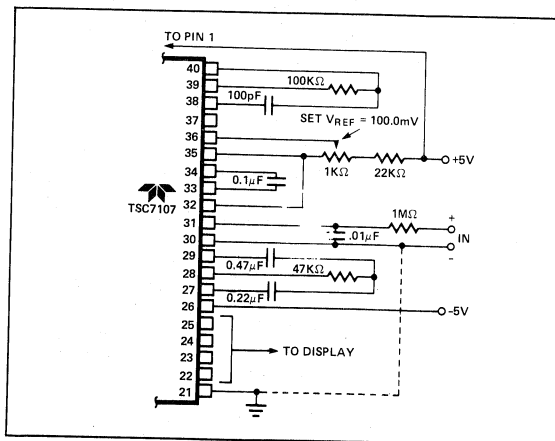 TO PIN 1
40
39
100KΩ
38
100pF
37
SET VREF = 100.0mV
36
35
+5V
1KΩ
22KΩ
34
0.1μF
33
TSC7107
32
31
1MΩ
+
.01μF
IN
30
-
29
0.47μF
28
47KΩ
27
0.22μF
26
-5V
25
24
TO DISPLAY
23
22
21